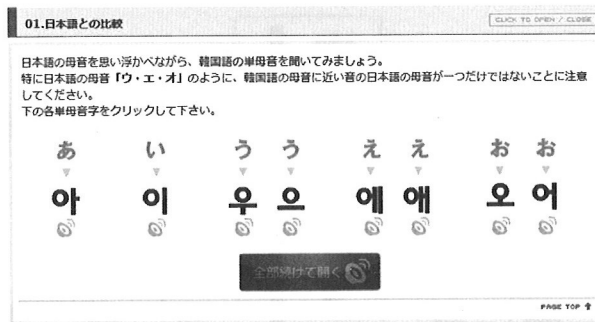 01.日本語との比較
CLICK TO OPEN / CLOSE
日本語の母音を思い浮かべながら、韓国語の単母音を聞いてみましょう。
特に日本語の母音「ウ・エ・オ」のように、韓国語の母音に近い音の日本語の母音が一つだけではないことに注意
してください。
下の各単母音字をクリックして下さい。
あ い う う え え お お
아 이 우 으 에 애 오 어
全部続けて聞く
PAGE TOP